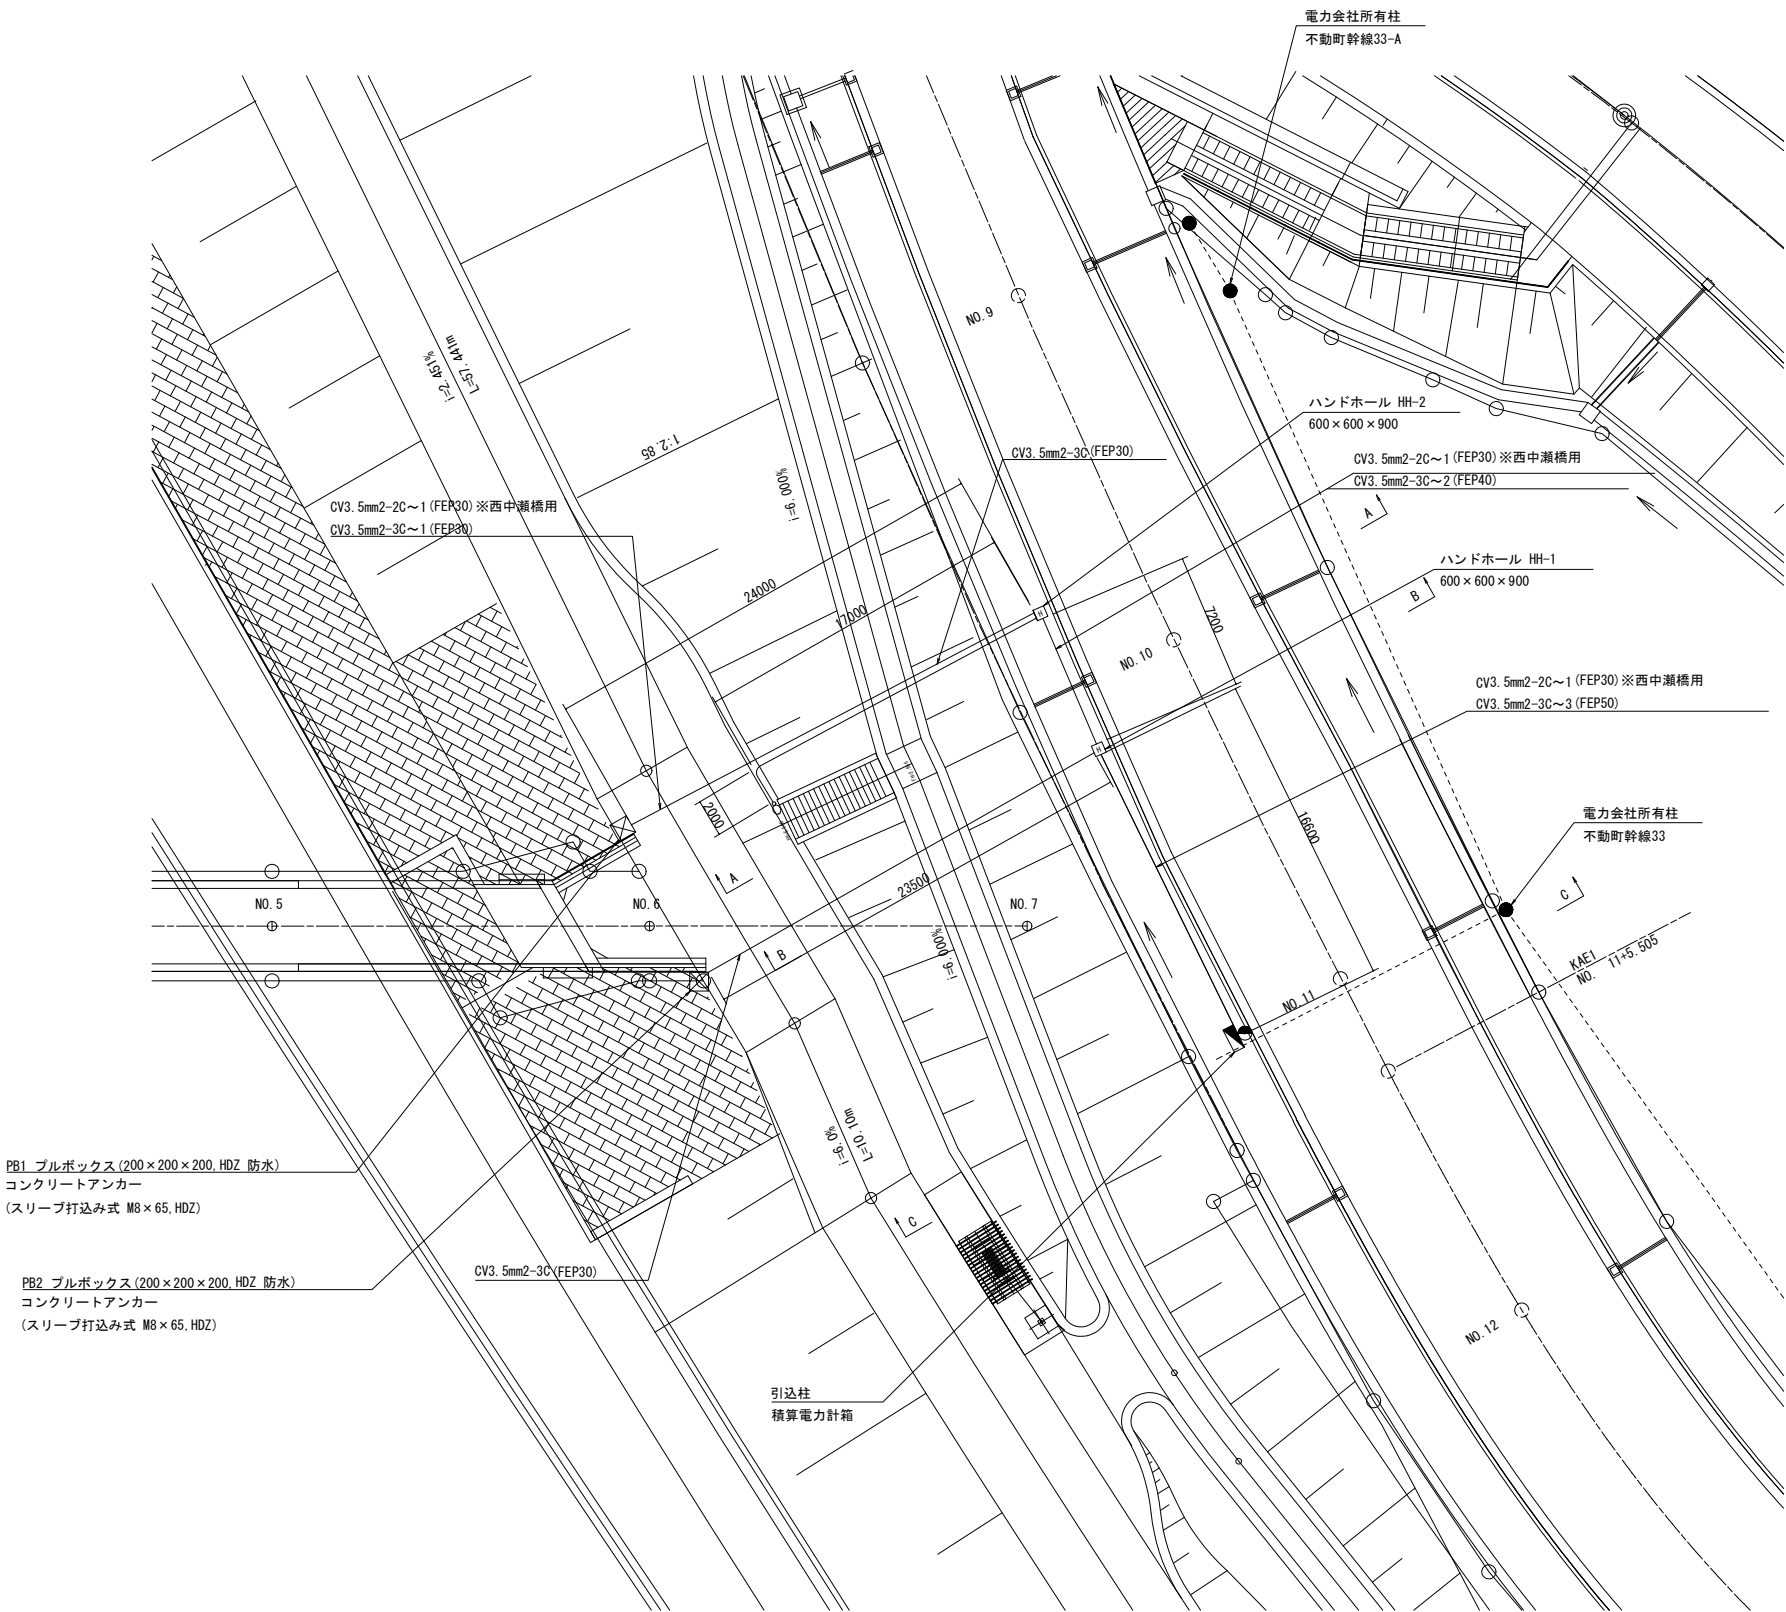 電力会社所有柱
不動町幹線33-A
NO.9
L=57.441m
i=2.451%
ハンドホール HH-2
600×600×900
1:2.85
CV3.5mm2-3C(FEP30)
CV3.5mm2-2C〜1(FEP30)※西中瀬橋用
CV3.5mm2-3C〜2(FEP40)
i=6.000%
CV3.5mm2-2C〜1(FEP30)※西中瀬橋用
CV3.5mm2-3C〜1(FEP30)
A
ハンドホール HH-1
600×600×900
B
24000
17000
7200
NO.10
CV3.5mm2-2C〜1(FEP30)※西中瀬橋用
CV3.5mm2-3C〜3(FEP50)
H
H
2000
16600
電力会社所有柱
不動町幹線33
A
23500
C
NO.5
NO.6
NO.7
B
i=6.000%
KAE1
NO. 11+5.505
NO.11
L=10.10m
i=6.0%
PB1 プルボックス(200×200×200,HDZ 防水)
コンクリートアンカー
(スリーブ打込み式 M8×65,HDZ)
C
CV3.5mm2-3C(FEP30)
PB2 プルボックス(200×200×200,HDZ 防水)
コンクリートアンカー
(スリーブ打込み式 M8×65,HDZ)
NO.12
引込柱
積算電力計箱